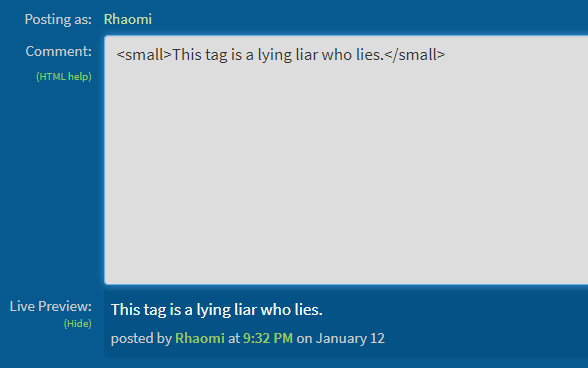 Posting as: Rhaomi
Comment: <small>This tag is a lying liar who lies.</small>
(HTML help)
Live Preview: This tag is a lying liar who lies.
(Hide)
posted by Rhaomi at 9:32 PM on January 12